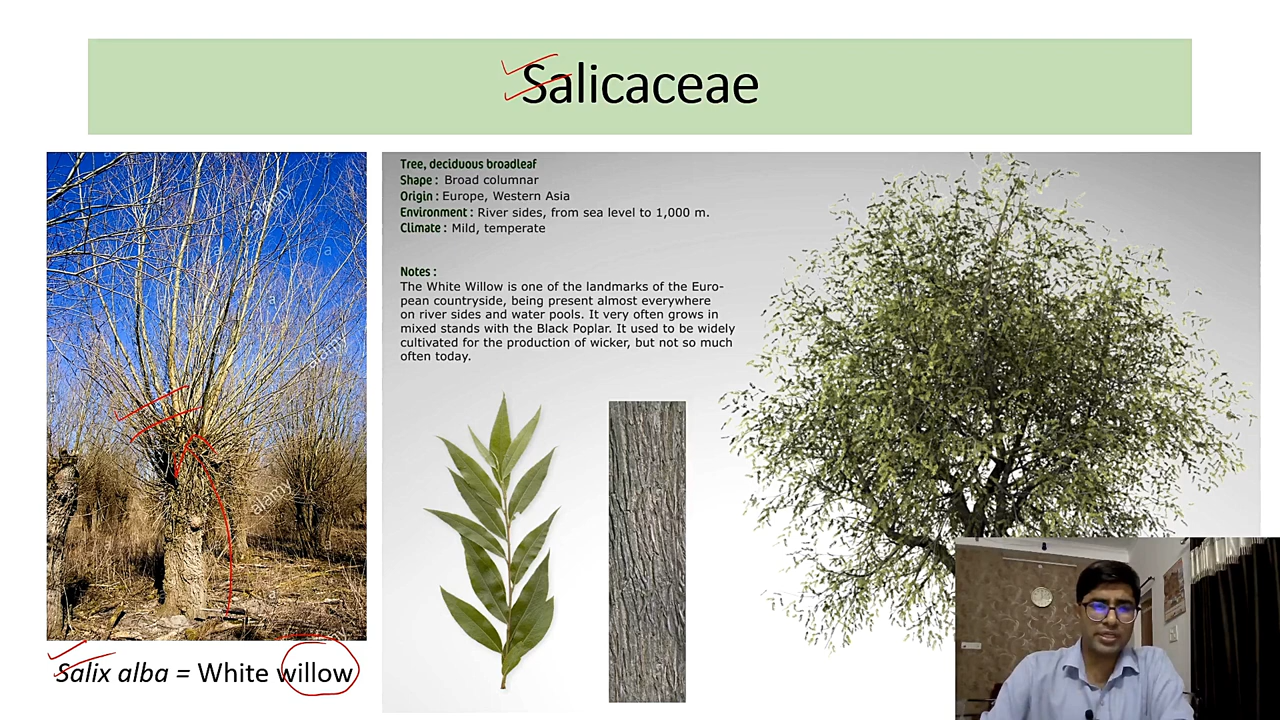 Salicaceae
Tree, deciduous broadleaf
Shape : Broad columnar
Origin : Europe, Western Asia
Environment : River sides, from sea level to 1,000 m.
Climate : Mild, temperate
Notes :
The White Willow is one of the landmarks of the Euro-
pean countryside, being present almost everywhere
on river sides and water pools. It very often grows in
mixed stands with the Black Poplar. It used to be widely
cultivated for the production of wicker, but not so much
often today.
alamy
alamy
alamy
a
a
a
a
Salix alba = White willow